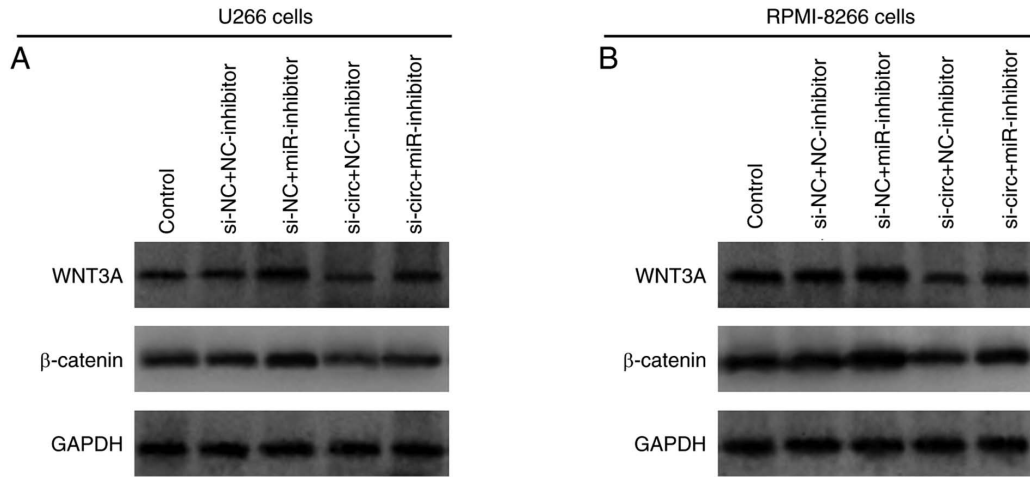 U266 cells
A
Control
si-NC+NC-inhibitor
si-NC+miR-inhibitor
si-circ+NC-inhibitor
si-circ+miR-inhibitor
WNT3A
β-catenin
GAPDH
RPMI-8266 cells
B
Control
si-NC+NC-inhibitor
si-NC+miR-inhibitor
si-circ+NC-inhibitor
si-circ+miR-inhibitor
WNT3A
β-catenin
GAPDH